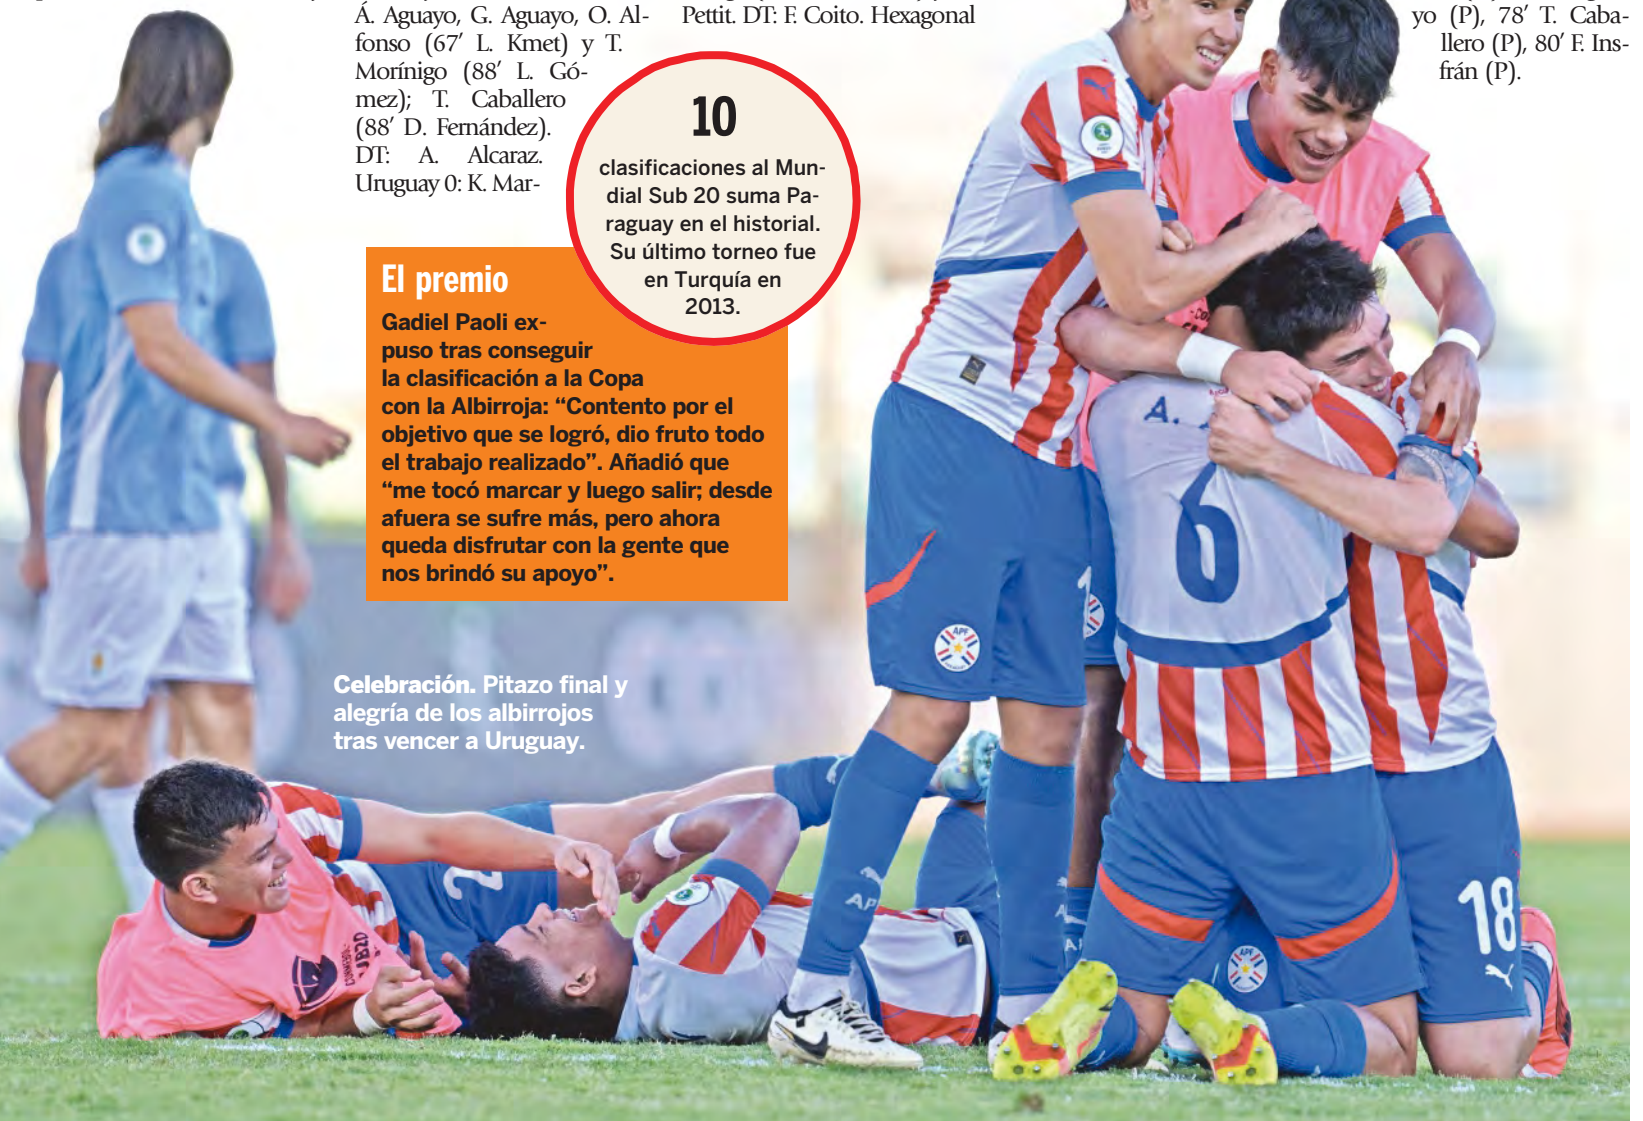 Á. Aguayo, G. Aguayo, O. Al-
fonso (67’ L. Kmet) y T.
Morínigo (88’ L. Gó-
mez); T. Caballero
(88’ D. Fernández).
DT: A. Alcaraz.
Uruguay 0: K. Mar-
Pettit. DT: F. Coito. Hexagonal
yo (P), 78’ T. Caba-
llero (P), 80’ F. Ins-
frán (P).
10
clasificaciones al Mun-
dial Sub 20 suma Pa-
raguay en el historial.
Su último torneo fue
en Turquía en
2013.
El premio
Gadiel Paoli ex-
puso tras conseguir
la clasificación a la Copa
con la Albirroja: “Contento por el
objetivo que se logró, dio fruto todo
el trabajo realizado”. Añadió que
“me tocó marcar y luego salir; desde
afuera se sufre más, pero ahora
queda disfrutar con la gente que
nos brindó su apoyo”.
Celebración. Pitazo final y
alegría de los albirrojos
tras vencer a Uruguay.
A.
6
APF
18
APF
2